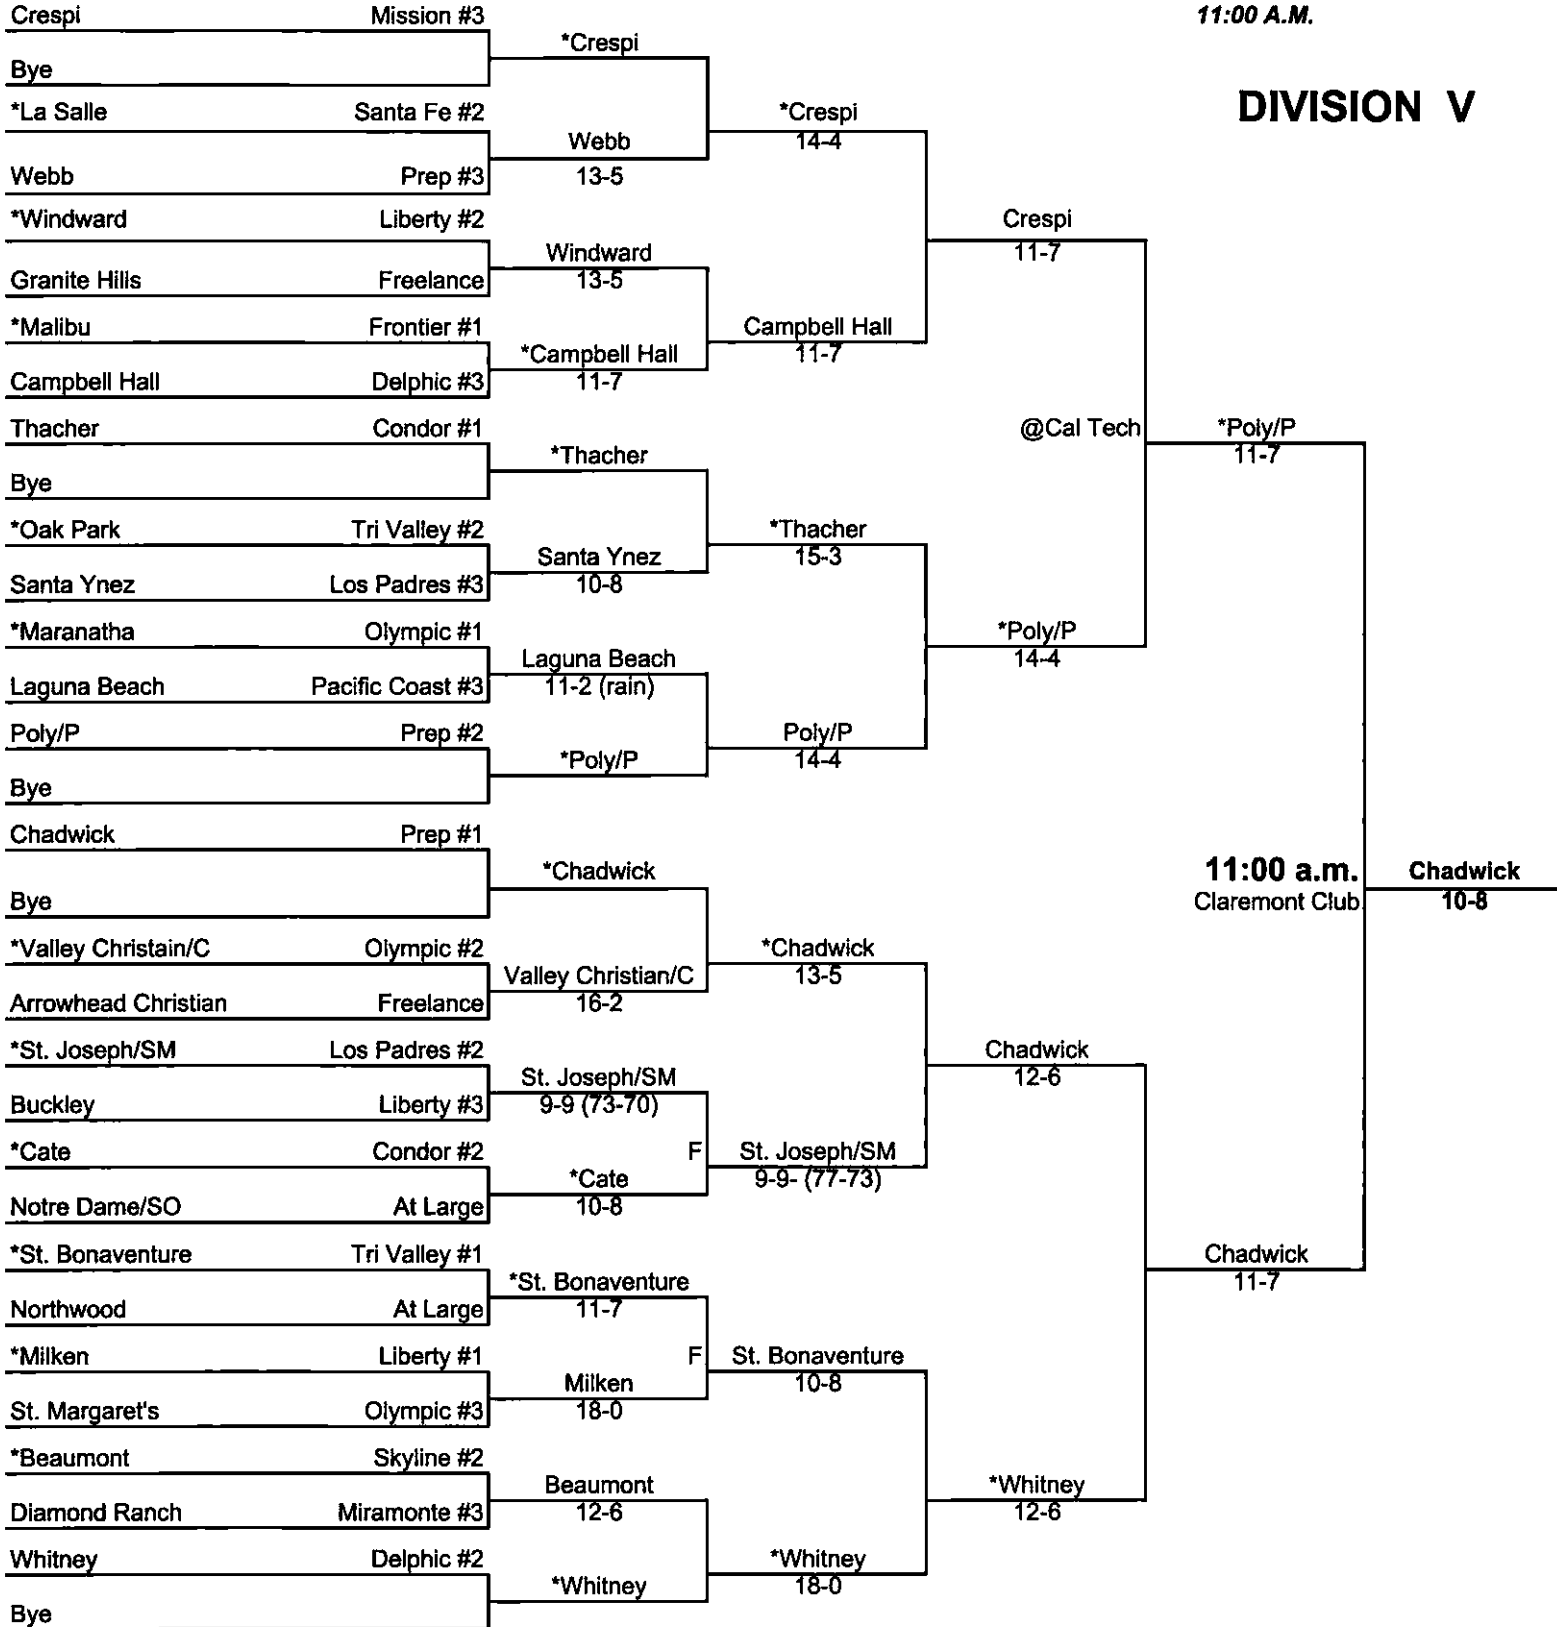 Crespi Mission #3
11:00 A.M.
*Crespi
Bye
DIVISION V
*La Salle Santa Fe #2
*Crespi
14-4
Webb
13-5
Webb Prep #3
*Windward Liberty #2
Crespi
11-7
Windward
13-5
Granite Hills Freelance
*Malibu Frontier #1
Campbell Hall
11-7
*Campbell Hall
11-7
Campbell Hall Delphic #3
Thacher Condor #1
@Cal Tech
*Poly/P
11-7
*Thacher
Bye
*Oak Park Tri Valley #2
*Thacher
15-3
Santa Ynez
10-8
Santa Ynez Los Padres #3
*Maranatha Olympic #1
*Poly/P
14-4
Laguna Beach
11-2 (rain)
Laguna Beach Pacific Coast #3
Poly/P Prep #2
Poly/P
14-4
*Poly/P
Bye
Chadwick Prep #1
*Chadwick
11:00 a.m.
Claremont Club
Chadwick
10-8
Bye
*Valley Christain/C Olympic #2
*Chadwick
13-5
Valley Christian/C
16-2
Arrowhead Christian Freelance
*St. Joseph/SM Los Padres #2
Chadwick
12-6
St. Joseph/SM
9-9 (73-70)
Buckley Liberty #3
*Cate Condor #2
F
St. Joseph/SM
9-9- (77-73)
*Cate
10-8
Notre Dame/SO At Large
*St. Bonaventure Tri Valley #1
Chadwick
11-7
*St. Bonaventure
11-7
Northwood At Large
*Milken Liberty #1
F
St. Bonaventure
10-8
Milken
18-0
St. Margaret's Olympic #3
*Beaumont Skyline #2
Beaumont
12-6
*Whitney
12-6
Diamond Ranch Miramonte #3
Whitney Delphic #2
*Whitney
18-0
*Whitney
Bye